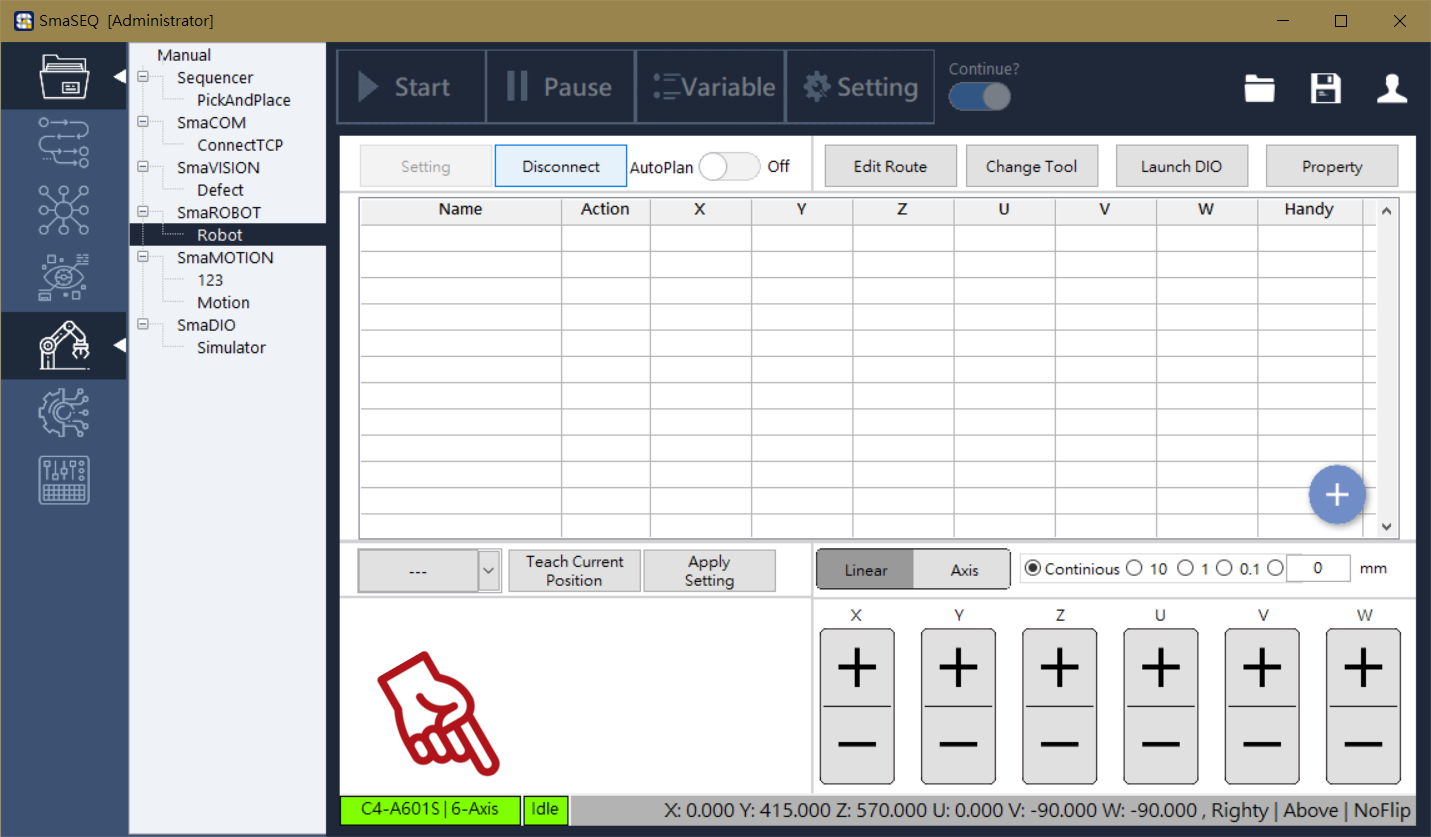 SmaSEQ [Administrator]
Manual
Sequencer
PickAndPlace
SmaCOM
ConnectTCP
SmaVISION
Defect
SmaROBOT
Robot
SmaMOTION
123
Motion
SmaDIO
Simulator
Start
Pause
Variable
Setting
Continue?
Setting
Disconnect
AutoPlan
Off
Edit Route
Change Tool
Launch DIO
Property
Name Action X Y Z U V W Handy
---
Teach Current
Position
Apply
Setting
Linear
Axis
Continious 10 1 0.1 0 mm
X Y Z U V W
C4-A601S | 6-Axis
Idle
X: 0.000 Y: 415.000 Z: 570.000 U: 0.000 V: -90.000 W: -90.000 , Righty | Above | NoFlip